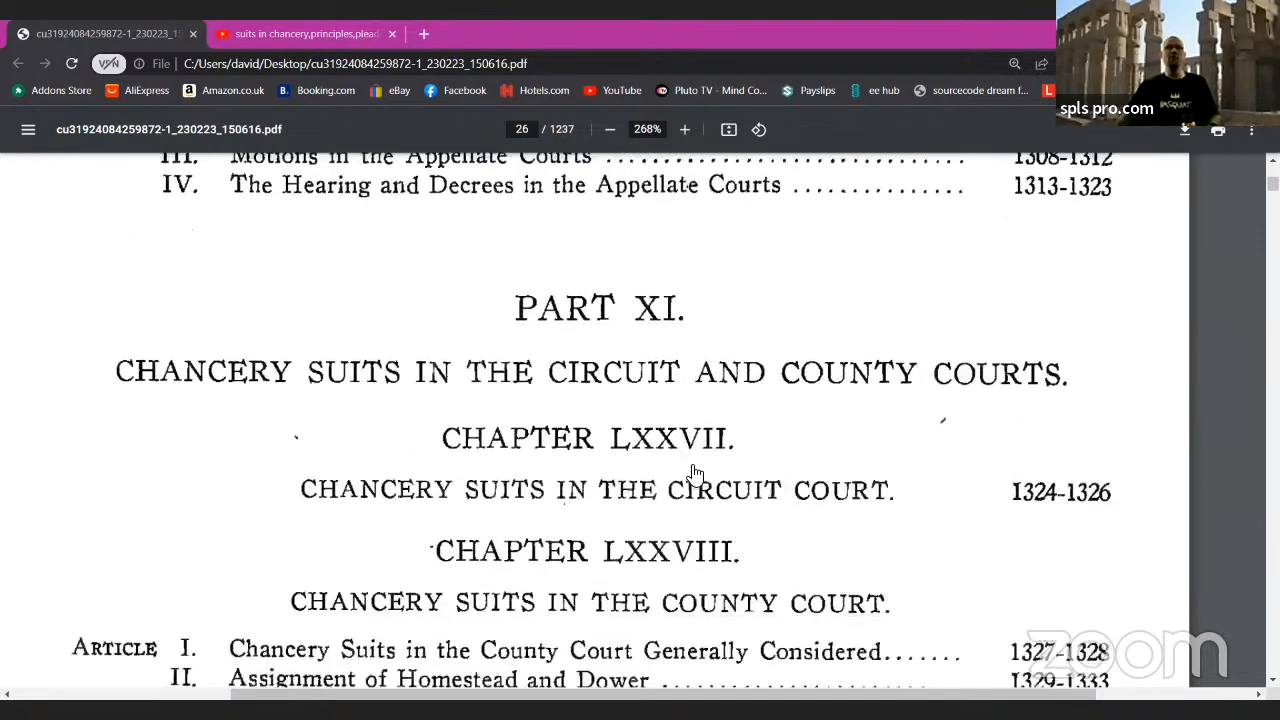 cu31924084259872-1_230223_15
suits in chancery,principles,plead
VPN
File
C:/Users/david/Desktop/cu31924084259872-1_230223_150616.pdf
Addons Store
AliExpress
Amazon.co.uk
Booking.com
eBay
Facebook
Hotels.com
YouTube
Pluto TV - Mind Co...
Payslips
ee hub
sourcecode dream f...
spls pro.com
cu31924084259872-1_230223_150616.pdf
26 / 1237
268%
III. Motions in the Appellate Courts ................................ 1308-1312
IV. The Hearing and Decrees in the Appellate Courts ............... 1313-1323
PART XI.
CHANCERY SUITS IN THE CIRCUIT AND COUNTY COURTS.
CHAPTER LXXVII.
CHANCERY SUITS IN THE CIRCUIT COURT. 1324-1326
CHAPTER LXXVIII.
CHANCERY SUITS IN THE COUNTY COURT.
ARTICLE I. Chancery Suits in the County Court Generally Considered....... 1327-1328
II. Assignment of Homestead and Dower ........................ 1329-1333
zoom